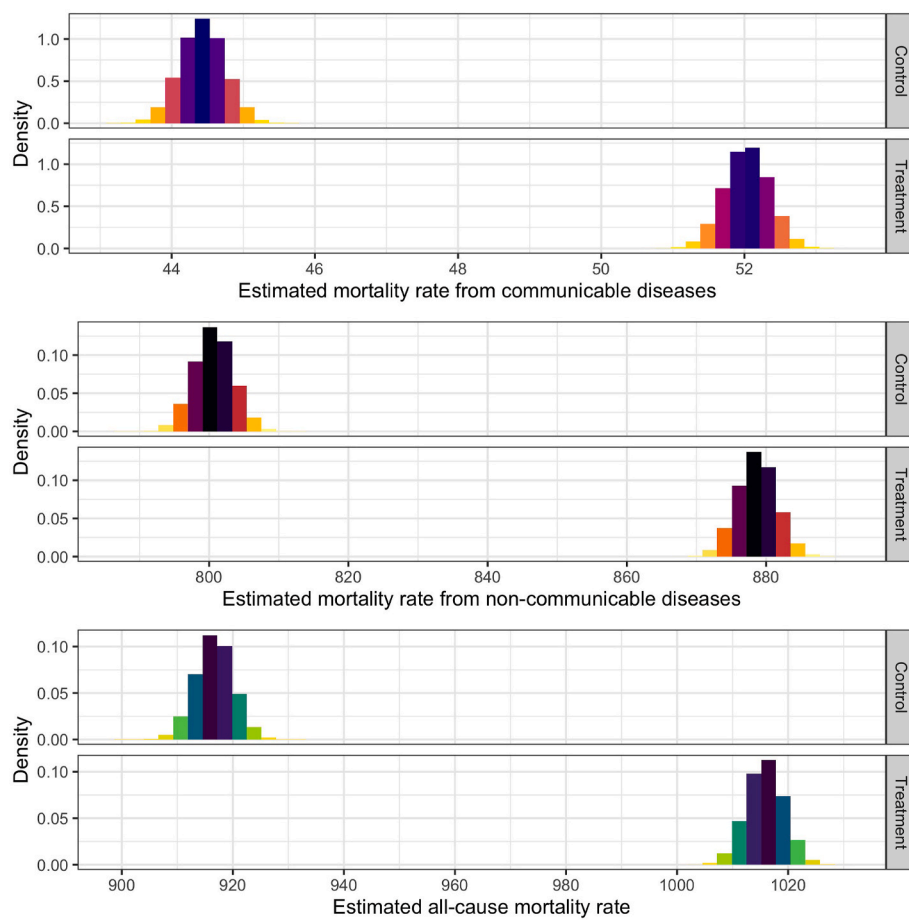 Density
1.0
0.5
0.0
Control
1.0
0.5
0.0
Treatment
44 46 48 50 52
Estimated mortality rate from communicable diseases
Density
0.10
0.05
0.00
Control
0.10
0.05
0.00
Treatment
800 820 840 860 880
Estimated mortality rate from non-communicable diseases
Density
0.10
0.05
0.00
Control
0.10
0.05
0.00
Treatment
900 920 940 960 980 1000 1020
Estimated all-cause mortality rate